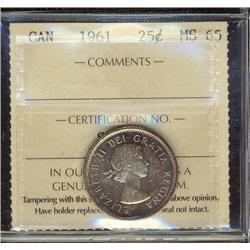 CAN 1961 25¢ MS 65
— COMMENTS —
— CERTIFICATION NO. —
ELIZABETH II DEI GRATIA REGINA
IN OU A
GENU M.
Tampering with this s above opinion.
Have holder replace seal not intact.